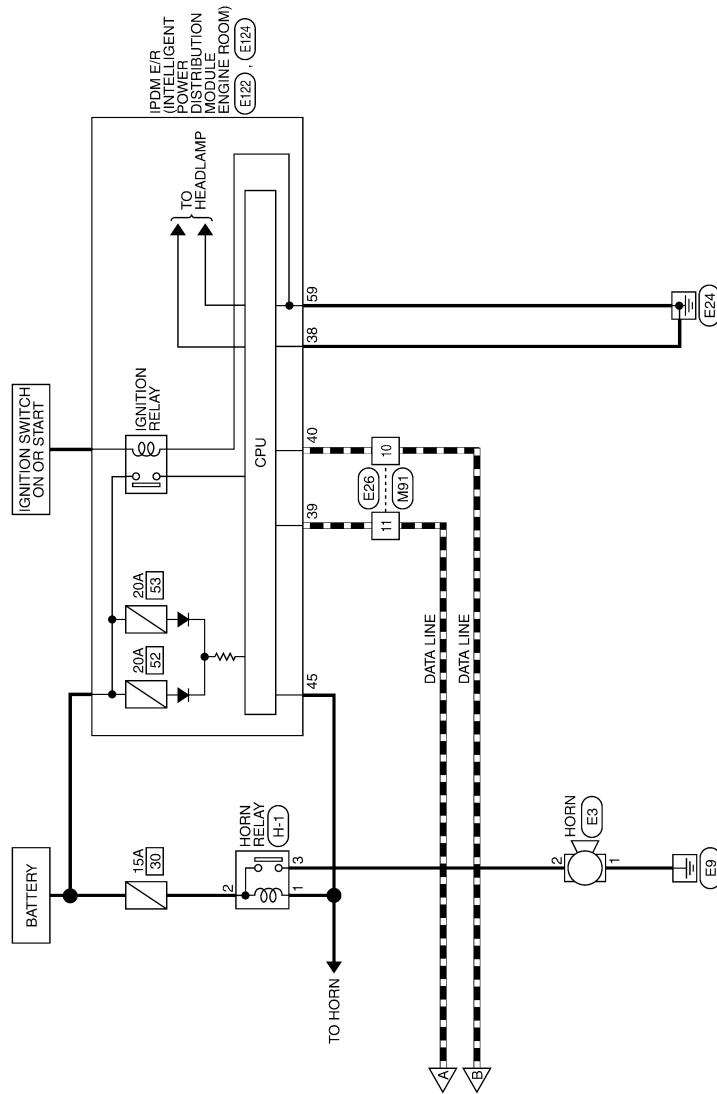 BATTERY
IGNITION SWITCH
ON OR START
IPDM E/R
(INTELLIGENT
POWER
DISTRIBUTION
MODULE
ENGINE ROOM)
E122 , E124
15A
30
20A
52
20A
53
IGNITION
RELAY
TO
HEADLAMP
HORN
RELAY
H-1
2
1
3
CPU
45
39
40
38
59
TO HORN
E26
M91
11
10
DATA LINE
DATA LINE
A
B
HORN
E3
2
1
E9
E24